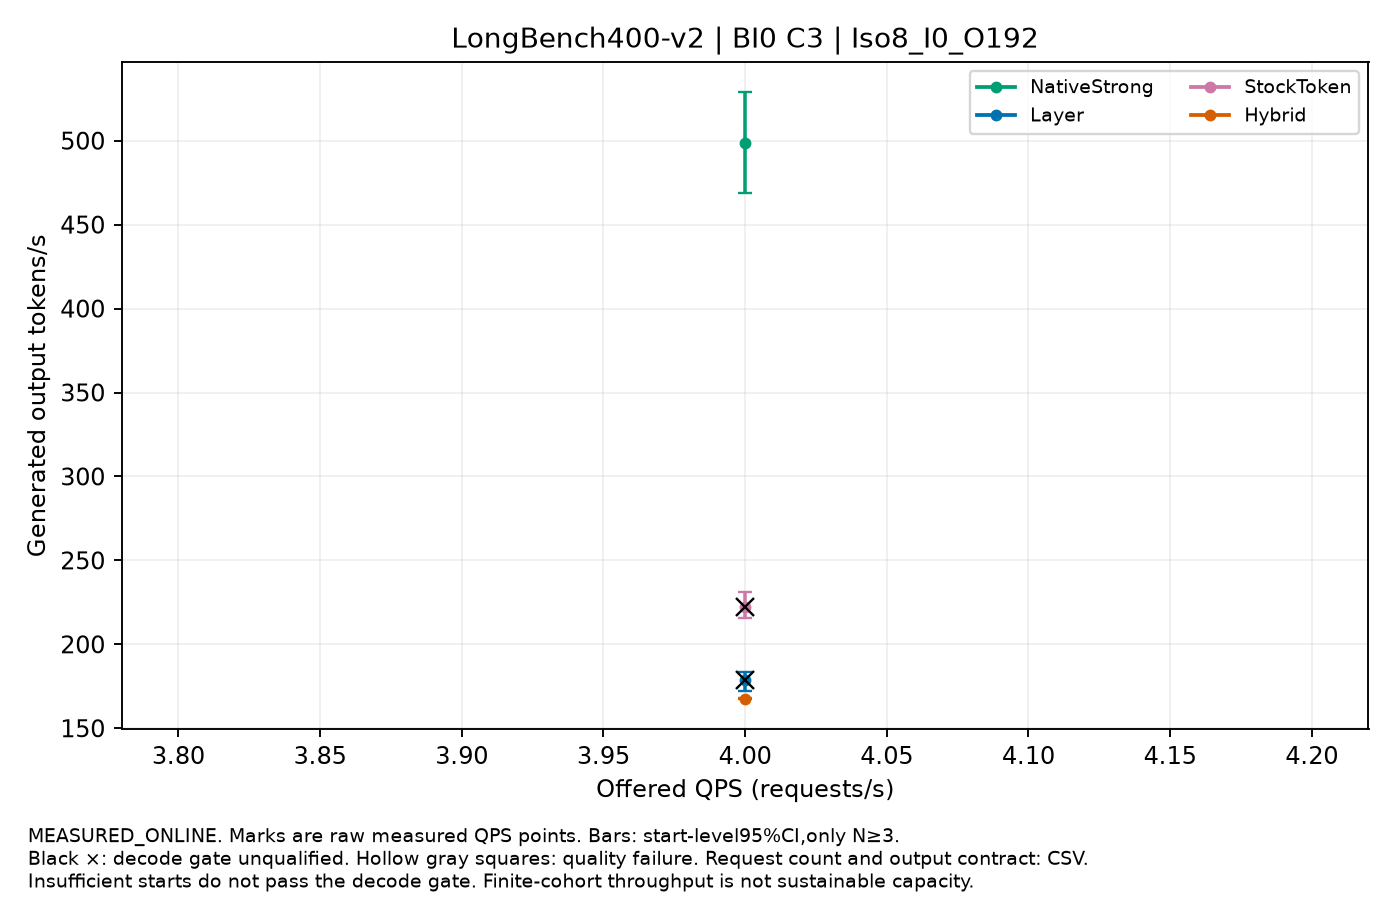 LongBench400-v2 | BI0 C3 | Iso8_I0_O192
NativeStrong
Layer
StockToken
Hybrid
Generated output tokens/s
500
450
400
350
300
250
200
150
3.80 3.85 3.90 3.95 4.00 4.05 4.10 4.15 4.20
Offered QPS (requests/s)
MEASURED_ONLINE. Marks are raw measured QPS points. Bars: start-level95%CI,only N≥3.
Black ×: decode gate unqualified. Hollow gray squares: quality failure. Request count and output contract: CSV.
Insufficient starts do not pass the decode gate. Finite-cohort throughput is not sustainable capacity.